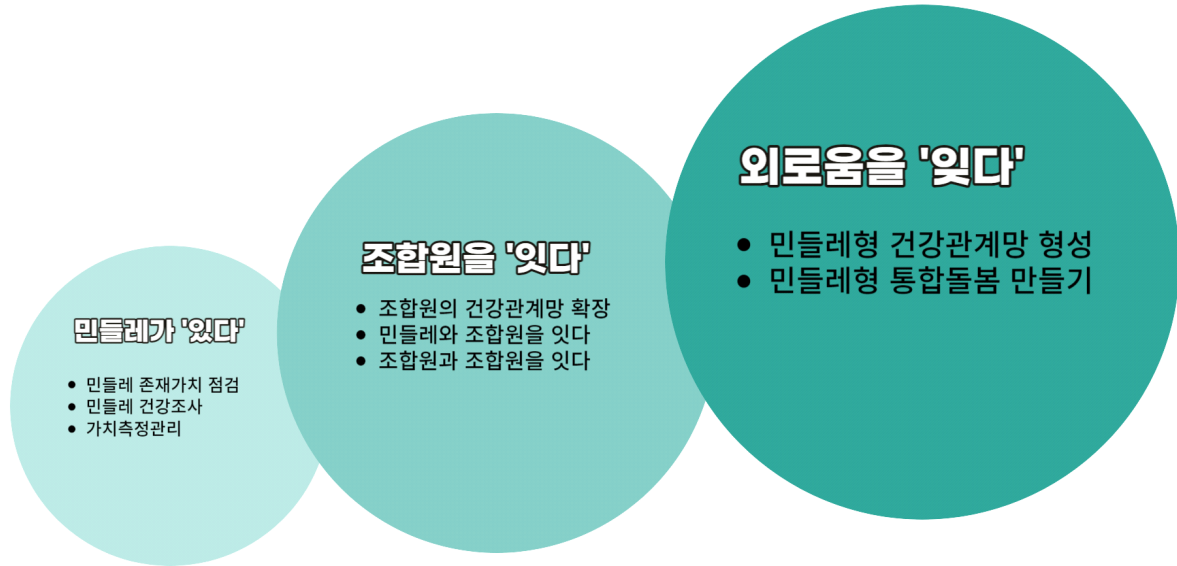 민들레가 '있다'
• 민들레 존재가치 점검
• 민들레 건강조사
• 가치측정관리
조합원을 '잇다'
• 조합원의 건강관계망 확장
• 민들레와 조합원을 잇다
• 조합원과 조합원을 잇다
외로움을 '잊다'
• 민들레형 건강관계망 형성
• 민들레형 통합돌봄 만들기